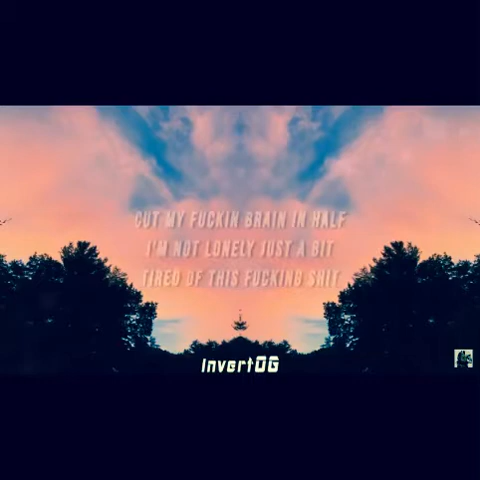 CUT MY FUCKIN BRAIN IN HALF
I'M NOT LONELY JUST A BIT
TIRED OF THIS FUCKING SHIT
InvertOG